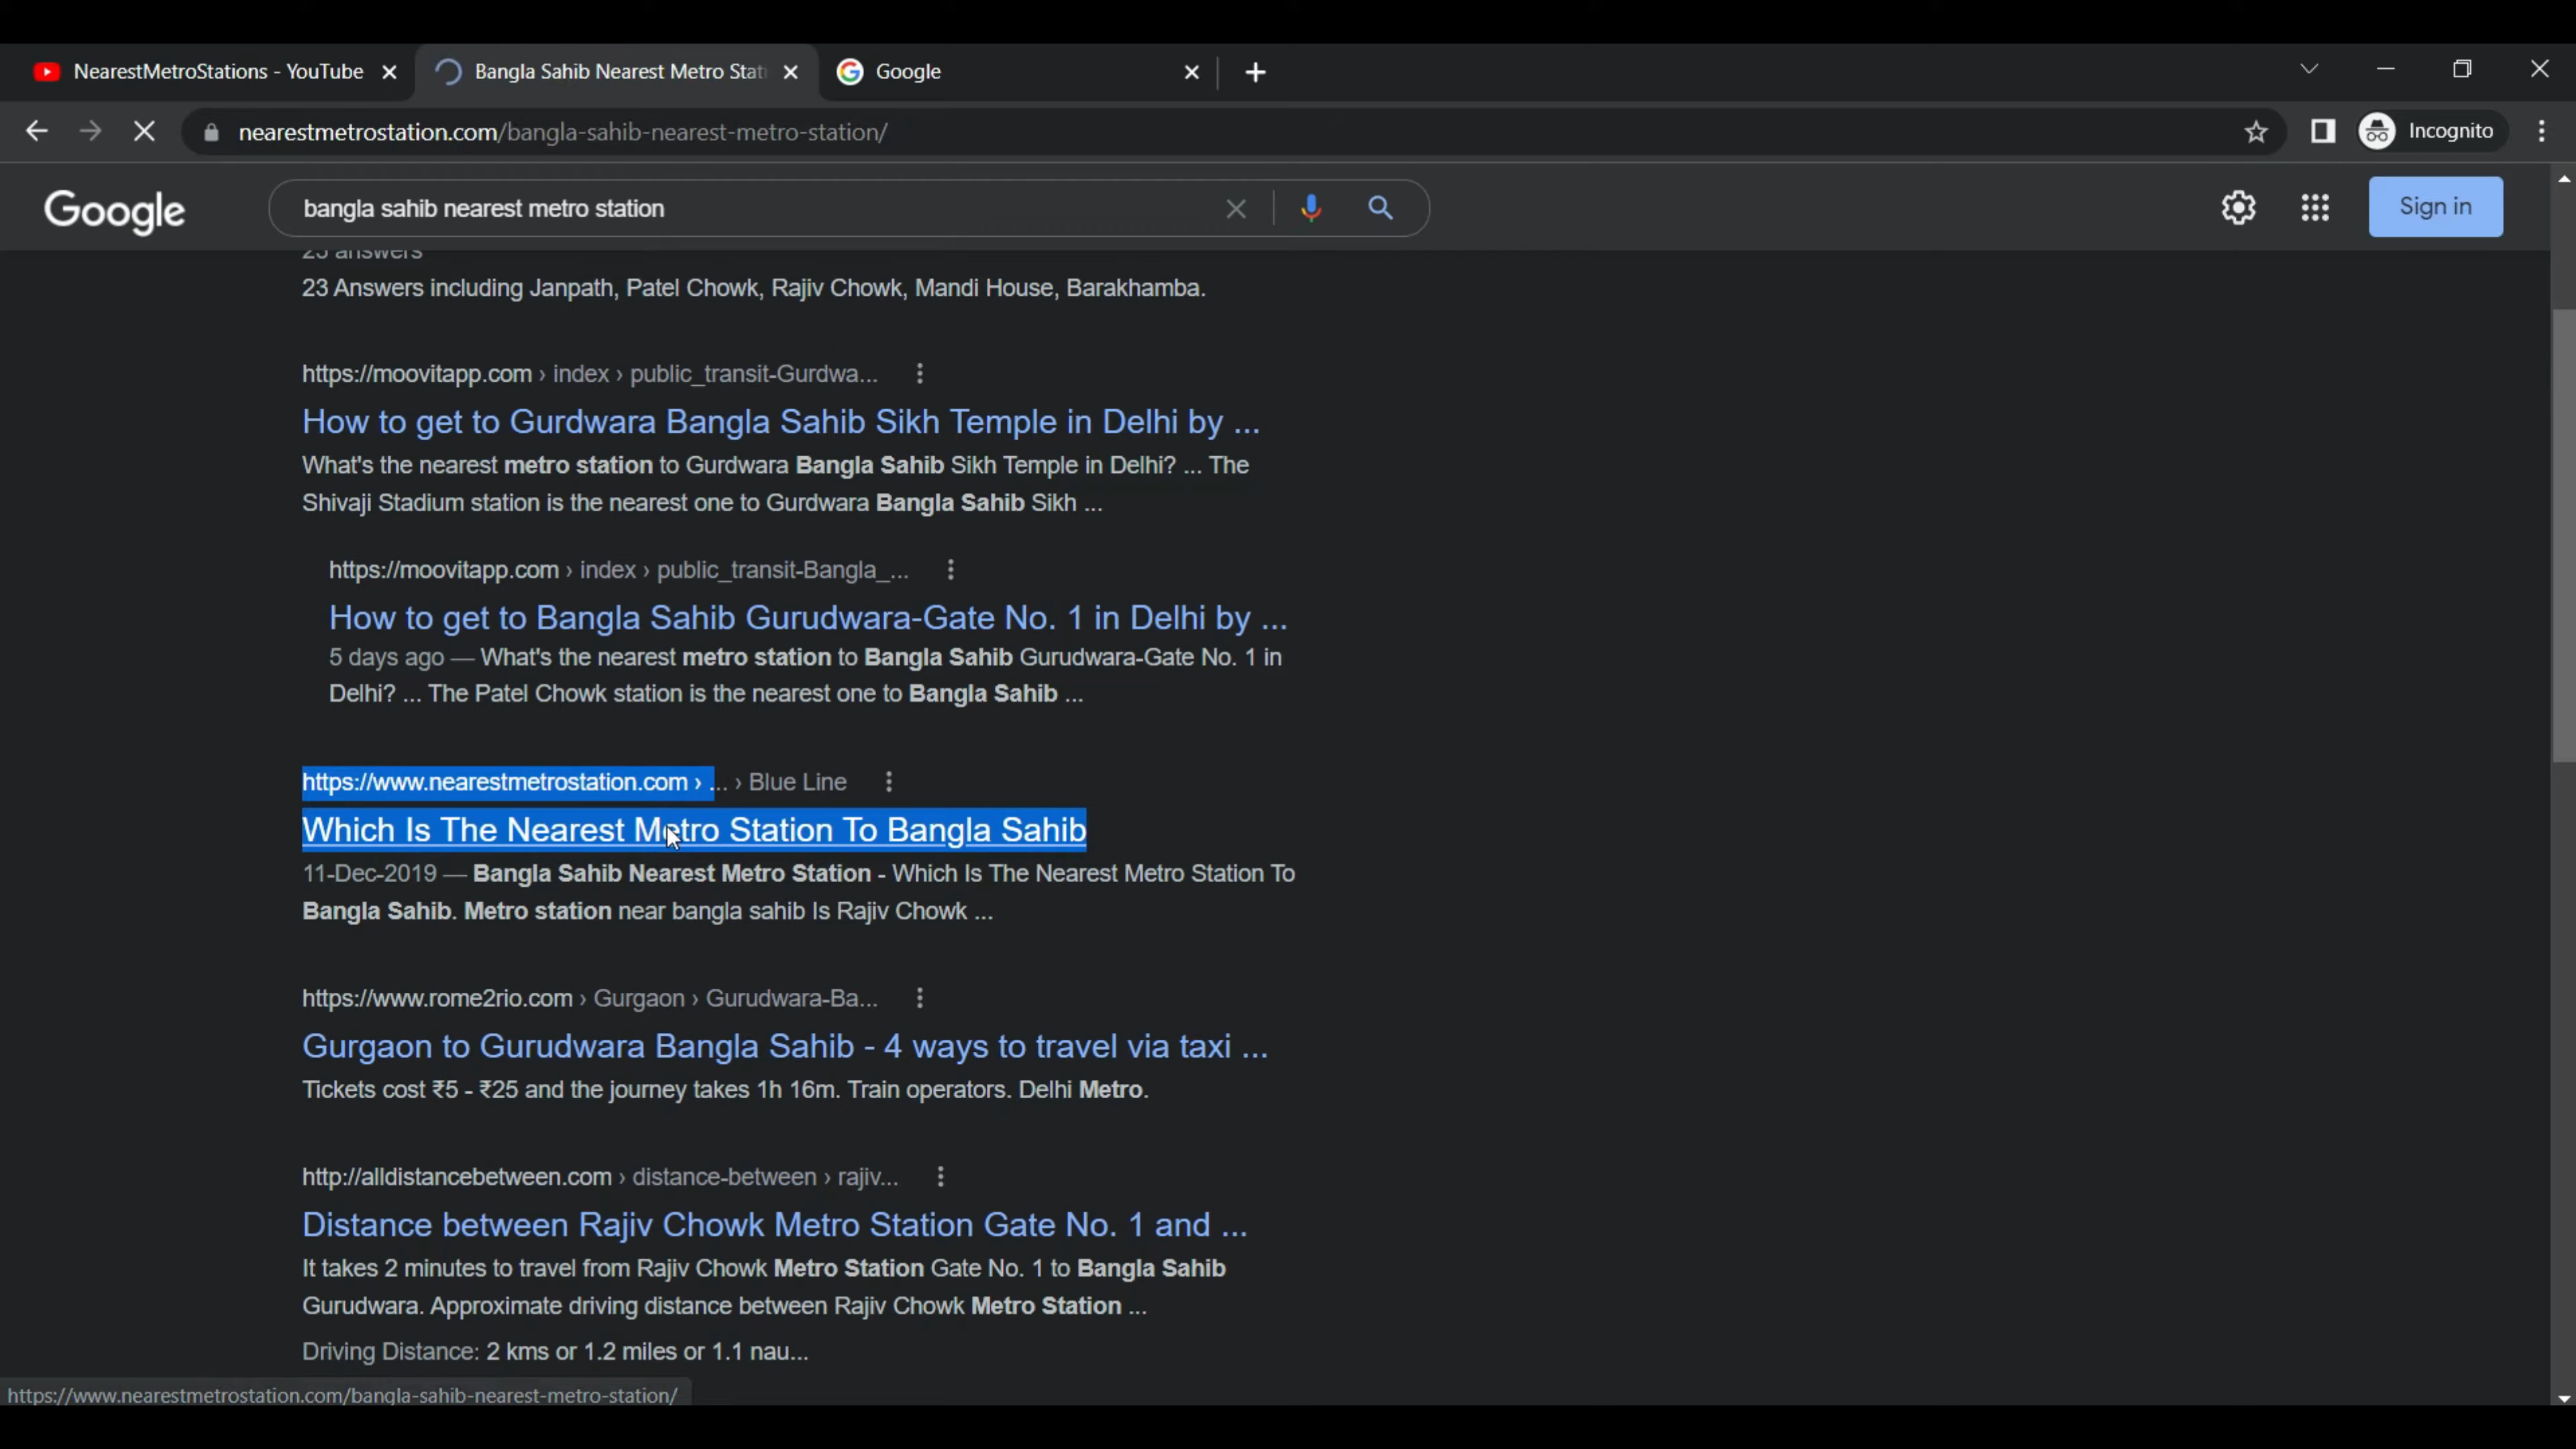 NearestMetroStations - YouTube
Bangla Sahib Nearest Metro Stat
Google
nearestmetrostation.com/bangla-sahib-nearest-metro-station/
Incognito
Google
bangla sahib nearest metro station
Sign in
23 answers
23 Answers including Janpath, Patel Chowk, Rajiv Chowk, Mandi House, Barakhamba.
https://moovitapp.com › index › public_transit-Gurdwa...
How to get to Gurdwara Bangla Sahib Sikh Temple in Delhi by ...
What's the nearest metro station to Gurdwara Bangla Sahib Sikh Temple in Delhi? ... The
Shivaji Stadium station is the nearest one to Gurdwara Bangla Sahib Sikh ...
https://moovitapp.com › index › public_transit-Bangla_...
How to get to Bangla Sahib Gurudwara-Gate No. 1 in Delhi by ...
5 days ago — What's the nearest metro station to Bangla Sahib Gurudwara-Gate No. 1 in
Delhi? ... The Patel Chowk station is the nearest one to Bangla Sahib ...
https://www.nearestmetrostation.com › ... › Blue Line
Which Is The Nearest Metro Station To Bangla Sahib
11-Dec-2019 — Bangla Sahib Nearest Metro Station - Which Is The Nearest Metro Station To
Bangla Sahib. Metro station near bangla sahib Is Rajiv Chowk ...
https://www.rome2rio.com › Gurgaon › Gurudwara-Ba...
Gurgaon to Gurudwara Bangla Sahib - 4 ways to travel via taxi ...
Tickets cost ₹5 - ₹25 and the journey takes 1h 16m. Train operators. Delhi Metro.
http://alldistancebetween.com › distance-between › rajiv...
Distance between Rajiv Chowk Metro Station Gate No. 1 and ...
It takes 2 minutes to travel from Rajiv Chowk Metro Station Gate No. 1 to Bangla Sahib
Gurudwara. Approximate driving distance between Rajiv Chowk Metro Station ...
Driving Distance: 2 kms or 1.2 miles or 1.1 nau...
https://www.nearestmetrostation.com/bangla-sahib-nearest-metro-station/